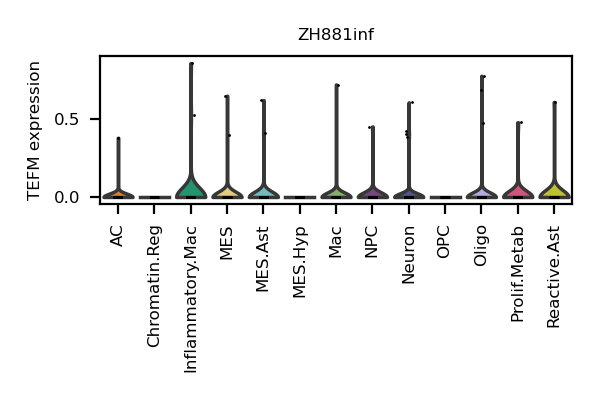 ZH881inf
TEFM expression
0.5
0.0
AC
Chromatin.Reg
Inflammatory.Mac
MES
MES.Ast
MES.Hyp
Mac
NPC
Neuron
OPC
Oligo
Prolif.Metab
Reactive.Ast